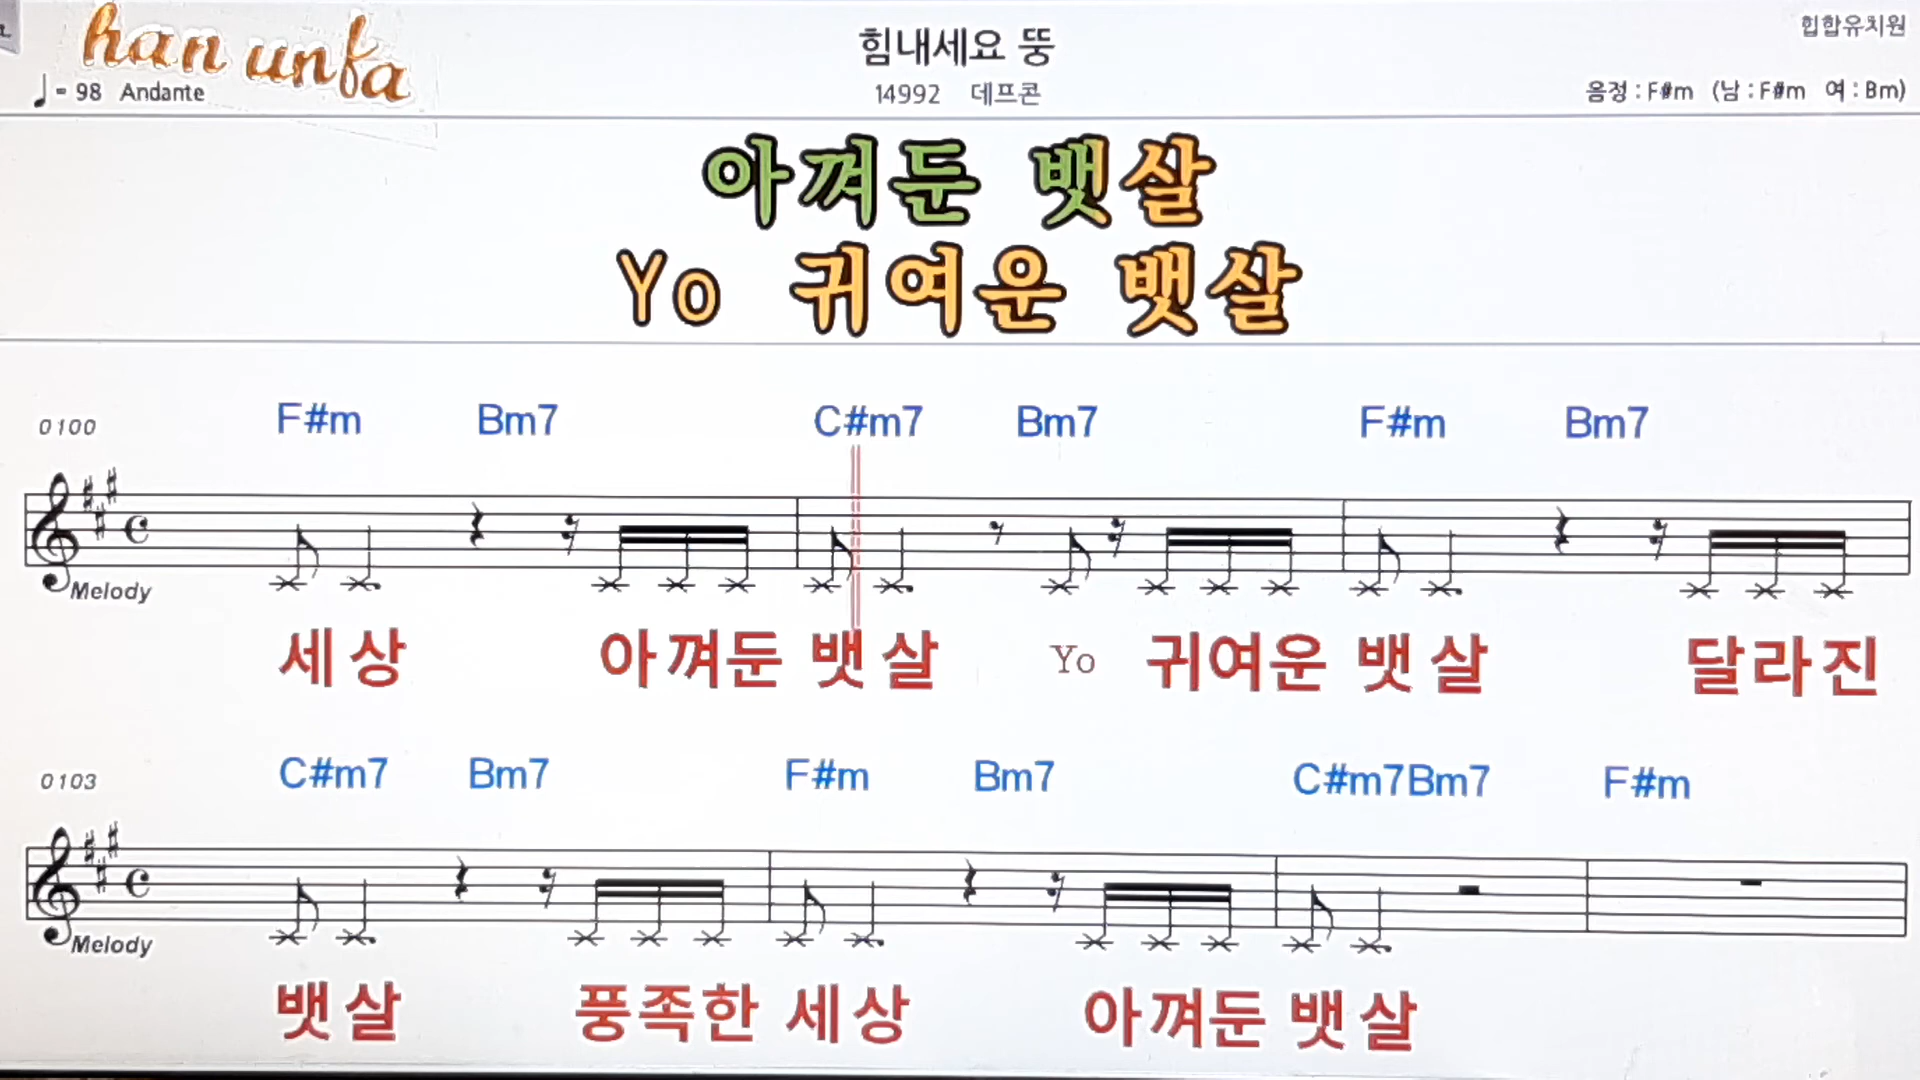 han unfa
힘내세요 뚱
힙합유치원
♩= 98 Andante
14992 데프콘
음정 : F#m (남 : F#m 여 : Bm)
아껴둔 뱃살
Yo 귀여운 뱃살
0100 F#m Bm7 C#m7 Bm7 F#m Bm7
Melody
세상 아껴둔 뱃살 Yo 귀여운 뱃살 달라진
0103 C#m7 Bm7 F#m Bm7 C#m7Bm7 F#m
Melody
뱃살 풍족한 세상 아껴둔 뱃살